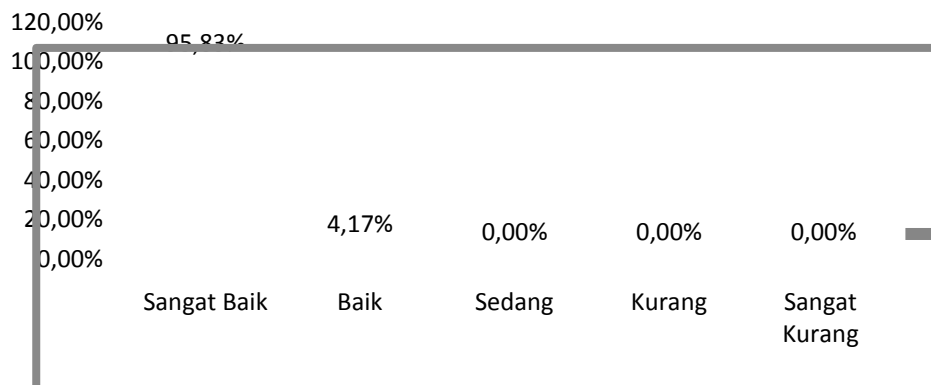 120,00%
95,83%
100,00%
80,00%
60,00%
40,00%
20,00%
4,17%
0,00%
0,00%
0,00%
0,00%
Sangat Baik
Baik
Sedang
Kurang
Sangat
Kurang